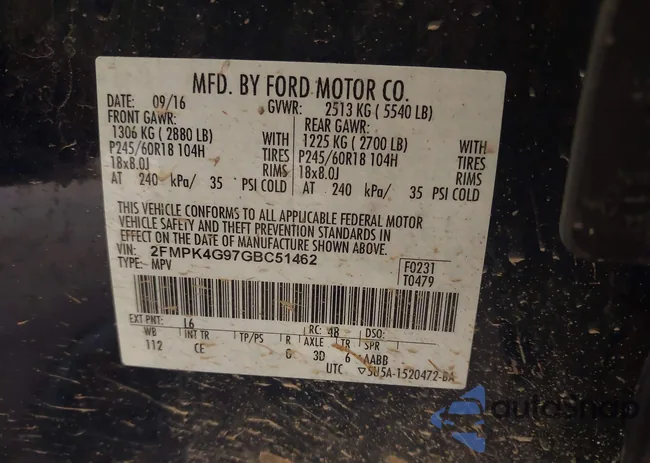 MFD. BY FORD MOTOR CO.
DATE: 09/16 GVWR: 2513 KG ( 5540 LB)
FRONT GAWR: REAR GAWR:
1306 KG ( 2880 LB) WITH 1225 KG ( 2700 LB) WITH
P245/60R18 104H TIRES P245/60R18 104H TIRES
18x8.0J RIMS 18x8.0J RIMS
AT 240 kPa/ 35 PSI COLD AT 240 kPa/ 35 PSI COLD
THIS VEHICLE CONFORMS TO ALL APPLICABLE FEDERAL MOTOR
VEHICLE SAFETY AND THEFT PREVENTION STANDARDS IN
EFFECT ON THE DATE OF MANUFACTURE SHOWN ABOVE.
VIN: 2FMPK4G97GBC51462
TYPE: MPV
F0231
T0479
EXT PNT: L6 RC: 4R DSO:
WB INT TR TP/PS R AXLE TR SPR
112 CE G 3D 6 AABB
UTC ▽5U5A-1520472-BA
autosnap